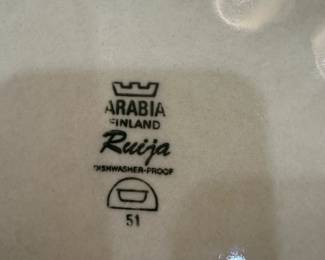 ARABIA
FINLAND
Ruija
DISHWASHER-PROOF
51